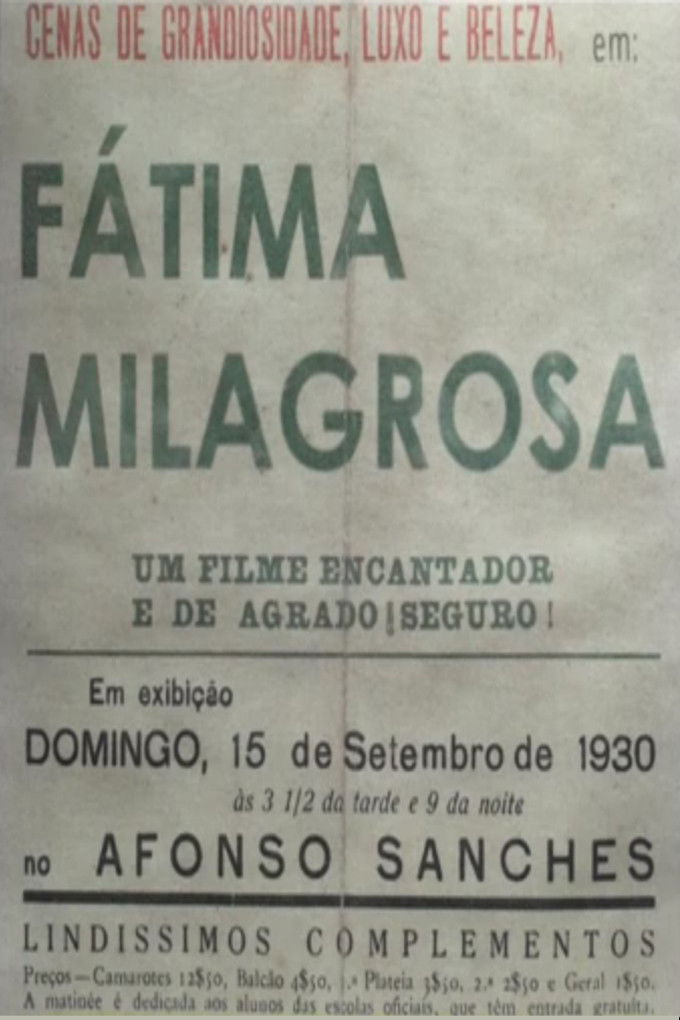 CENAS DE GRANDIOSIDADE, LUXO E BELEZA, em:
FÁTIMA
MILAGROSA
UM FILME ENCANTADOR
E DE AGRADO¡SEGURO!
Em exibição
DOMINGO, 15 de Setembro de 1930
às 3 1/2 da tarde e 9 da noite
no AFONSO SANCHES
LINDISSIMOS COMPLEMENTOS
Preços—Camarotes 12$50, Balcão 4$50, 1.ª Plateia 3$50, 2.ª 2$50 e Geral 1$50.
A matinée é dedicada aos alunos das escolas oficiais, que têm entrada gratuita.